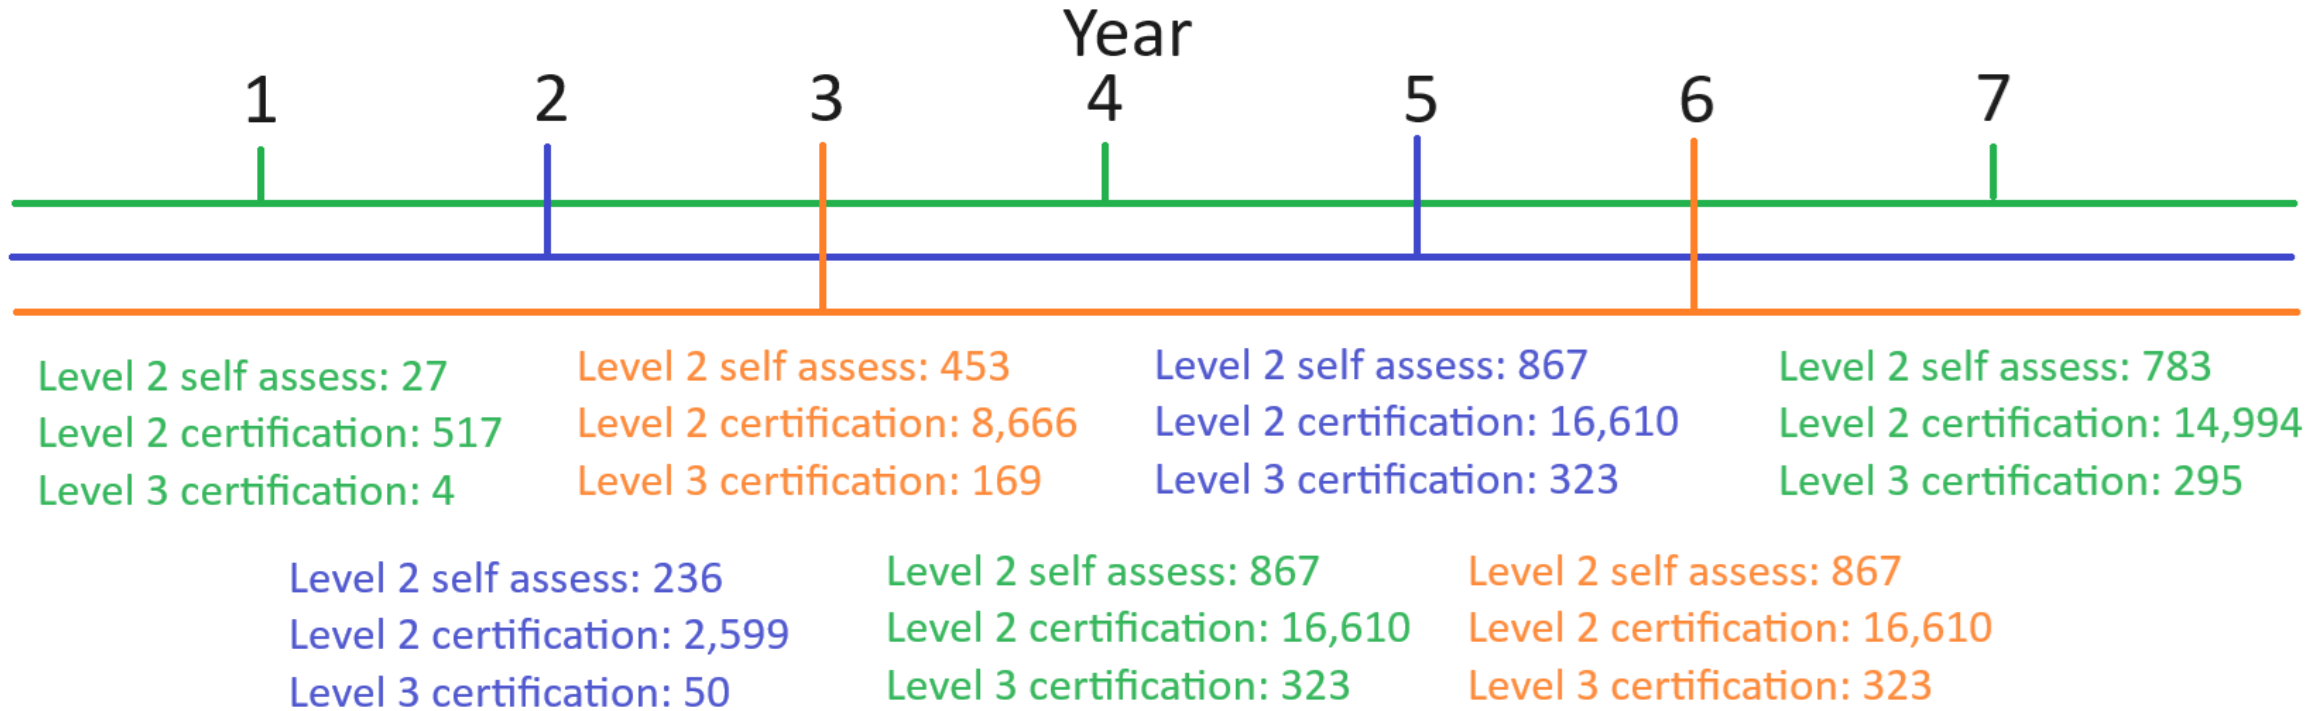 Year
1 2 3 4 5 6 7
Level 2 self assess: 27
Level 2 certification: 517
Level 3 certification: 4
Level 2 self assess: 453
Level 2 certification: 8,666
Level 3 certification: 169
Level 2 self assess: 867
Level 2 certification: 16,610
Level 3 certification: 323
Level 2 self assess: 783
Level 2 certification: 14,994
Level 3 certification: 295
Level 2 self assess: 236
Level 2 certification: 2,599
Level 3 certification: 50
Level 2 self assess: 867
Level 2 certification: 16,610
Level 3 certification: 323
Level 2 self assess: 867
Level 2 certification: 16,610
Level 3 certification: 323